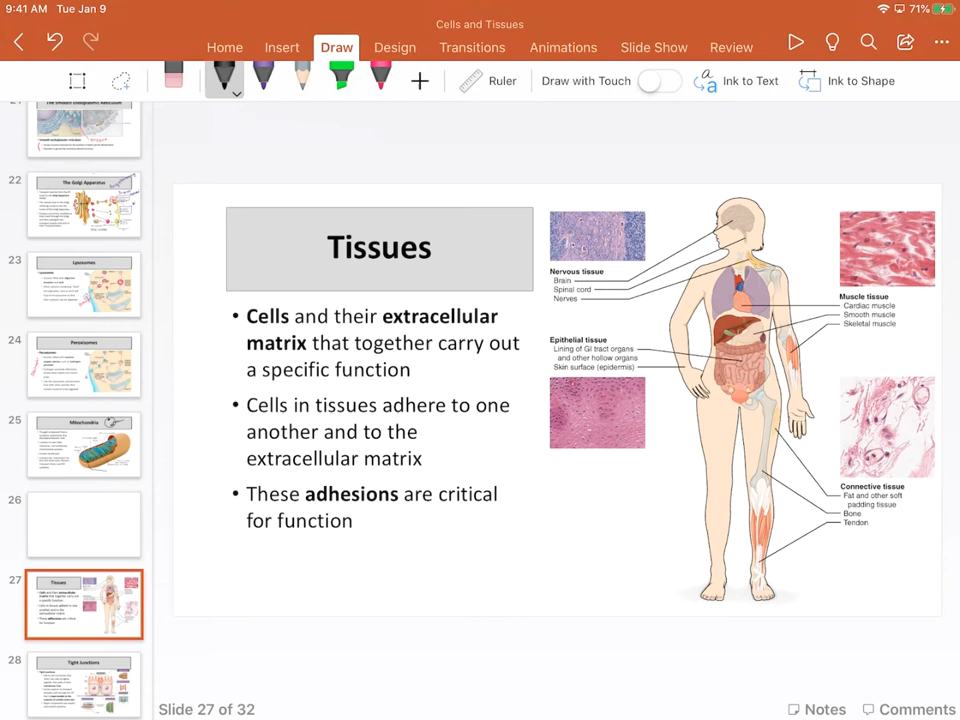 9:41 AM Tue Jan 9
71%
Cells and Tissues
Home Insert Draw Design Transitions Animations Slide Show Review
Ruler Draw with Touch Ink to Text Ink to Shape
22
The Golgi Apparatus
23
Lysosomes
24
Peroxisomes
25
Mitochondria
26
27
Tissues
28
Tight Junctions
Tissues
• Cells and their extracellular
matrix that together carry out
a specific function
• Cells in tissues adhere to one
another and to the
extracellular matrix
• These adhesions are critical
for function
Nervous tissue
Brain
Spinal cord
Nerves
Epithelial tissue
Lining of GI tract organs
and other hollow organs
Skin surface (epidermis)
Muscle tissue
Cardiac muscle
Smooth muscle
Skeletal muscle
Connective tissue
Fat and other soft
padding tissue
Bone
Tendon
Slide 27 of 32
Notes Comments